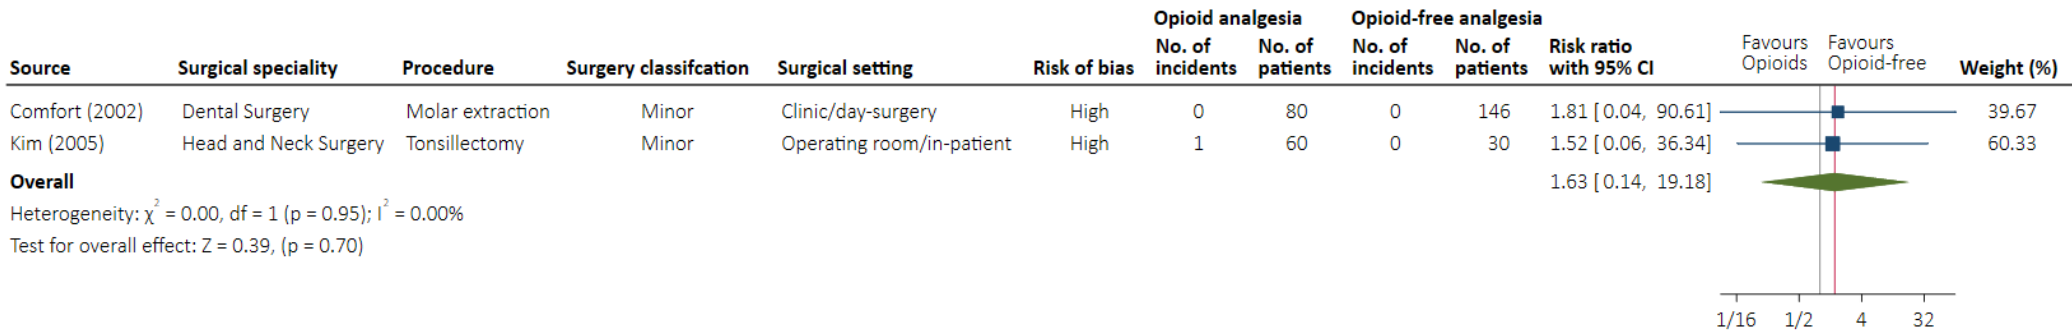 Opioid analgesia Opioid-free analgesia
No. of No. of No. of No. of Risk ratio Favours Favours
Source Surgical speciality Procedure Surgery classifcation Surgical setting Risk of bias incidents patients incidents patients with 95% CI Opioids Opioid-free Weight (%)
Comfort (2002) Dental Surgery Molar extraction Minor Clinic/day-surgery High 0 80 0 146 1.81 [ 0.04, 90.61] 39.67
Kim (2005) Head and Neck Surgery Tonsillectomy Minor Operating room/in-patient High 1 60 0 30 1.52 [ 0.06, 36.34] 60.33
Overall 1.63 [ 0.14, 19.18]
Heterogeneity: χ² = 0.00, df = 1 (p = 0.95); I² = 0.00%
Test for overall effect: Z = 0.39, (p = 0.70)
1/16 1/2 4 32